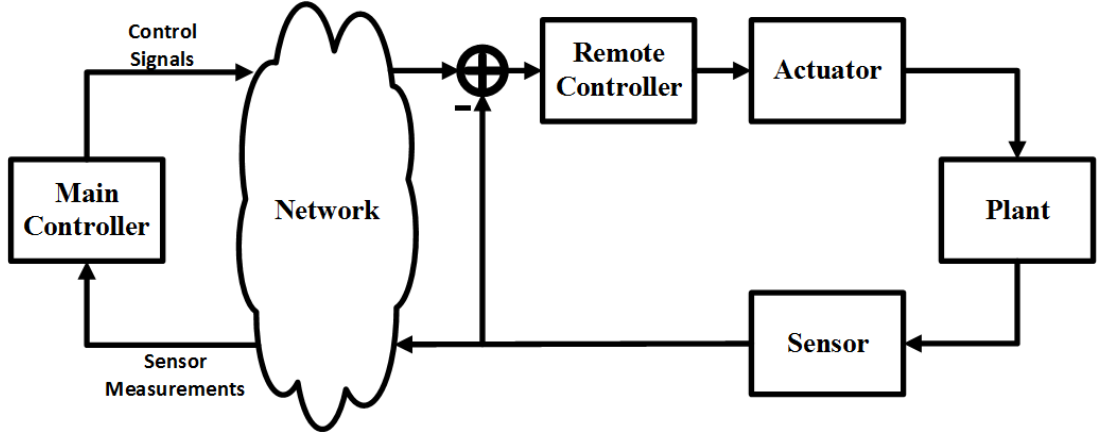 Control
Signals
Remote
Controller
Actuator
Main
Controller
Network
Plant
Sensor
Sensor
Measurements